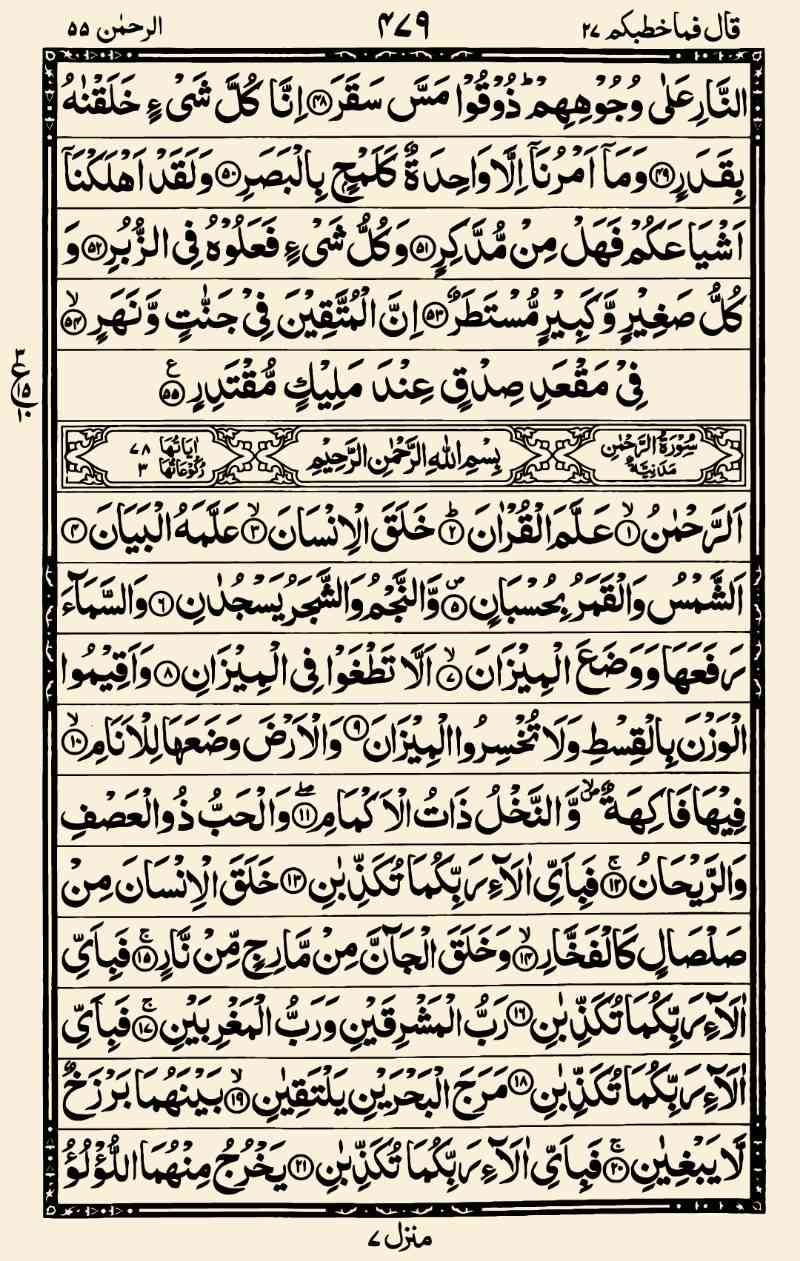 قال فما خطبکم ۲۷ ۴۷۹ الرحمٰن ۵۵
النَّارِ عَلٰى وُجُوْهِهِمْ ؕ ذُوْقُوْا مَسَّ سَقَرَ ﴿۴۸﴾ اِنَّا كُلَّ شَیْءٍ خَلَقْنٰهُ
بِقَدَرٍ ﴿۴۹﴾ وَمَاۤ اَمْرُنَاۤ اِلَّا وَاحِدَةٌ كَلَمْحٍۭ بِالْبَصَرِ ﴿۵۰﴾ وَلَقَدْ اَهْلَكْنَاۤ
اَشْيَاعَكُمْ فَهَلْ مِنْ مُّدَّكِرٍ ﴿۵۱﴾ وَكُلُّ شَیْءٍ فَعَلُوْهُ فِی الزُّبُرِ ﴿۵۲﴾ وَ
كُلُّ صَغِيْرٍ وَّكَبِيْرٍ مُّسْتَطَرٌ ﴿۵۳﴾ اِنَّ الْمُتَّقِيْنَ فِیْ جَنّٰتٍ وَّنَهَرٍ ۙ﴿۵۴﴾
فِیْ مَقْعَدِ صِدْقٍ عِنْدَ مَلِيْكٍ مُّقْتَدِرٍ ﴿۵۵﴾ ع
۳ ع ۱۵ ۱۰
سُوْرَةُ الرَّحْمٰنِ مَدَنِيَّةٌ بِسْمِ اللهِ الرَّحْمٰنِ الرَّحِيْمِ اٰيَاتُهَا ۷۸ رُكُوْعَاتُهَا ۳
اَلرَّحْمٰنُ ۙ﴿۱﴾ عَلَّمَ الْقُرْاٰنَ ؕ﴿۲﴾ خَلَقَ الْاِنْسَانَ ۙ﴿۳﴾ عَلَّمَهُ الْبَيَانَ ﴿۴﴾
اَلشَّمْسُ وَالْقَمَرُ بِحُسْبَانٍ ۪﴿۵﴾ وَّالنَّجْمُ وَالشَّجَرُ يَسْجُدٰنِ ﴿۶﴾ وَالسَّمَآءَ
رَفَعَهَا وَوَضَعَ الْمِيْزَانَ ۙ﴿۷﴾ اَلَّا تَطْغَوْا فِی الْمِيْزَانِ ﴿۸﴾ وَاَقِيْمُوا
الْوَزْنَ بِالْقِسْطِ وَلَا تُخْسِرُوا الْمِيْزَانَ ﴿۹﴾ وَالْاَرْضَ وَضَعَهَا لِلْاَنَامِ ۙ﴿۱۰﴾
فِيْهَا فَاكِهَةٌ ۪ۙ وَّالنَّخْلُ ذَاتُ الْاَكْمَامِ ۖ﴿۱۱﴾ وَالْحَبُّ ذُو الْعَصْفِ
وَالرَّيْحَانُ ۚ﴿۱۲﴾ فَبِاَیِّ اٰلَآءِ رَبِّكُمَا تُكَذِّبٰنِ ﴿۱۳﴾ خَلَقَ الْاِنْسَانَ مِنْ
صَلْصَالٍ كَالْفَخَّارِ ۙ﴿۱۴﴾ وَخَلَقَ الْجَآنَّ مِنْ مَّارِجٍ مِّنْ نَّارٍ ۚ﴿۱۵﴾ فَبِاَیِّ
اٰلَآءِ رَبِّكُمَا تُكَذِّبٰنِ ﴿۱۶﴾ رَبُّ الْمَشْرِقَيْنِ وَرَبُّ الْمَغْرِبَيْنِ ۚ﴿۱۷﴾ فَبِاَیِّ
اٰلَآءِ رَبِّكُمَا تُكَذِّبٰنِ ﴿۱۸﴾ مَرَجَ الْبَحْرَيْنِ يَلْتَقِيٰنِ ۙ﴿۱۹﴾ بَيْنَهُمَا بَرْزَخٌ
لَّا يَبْغِيٰنِ ۚ﴿۲۰﴾ فَبِاَیِّ اٰلَآءِ رَبِّكُمَا تُكَذِّبٰنِ ﴿۲۱﴾ يَخْرُجُ مِنْهُمَا اللُّؤْلُؤُ
منزل ۷